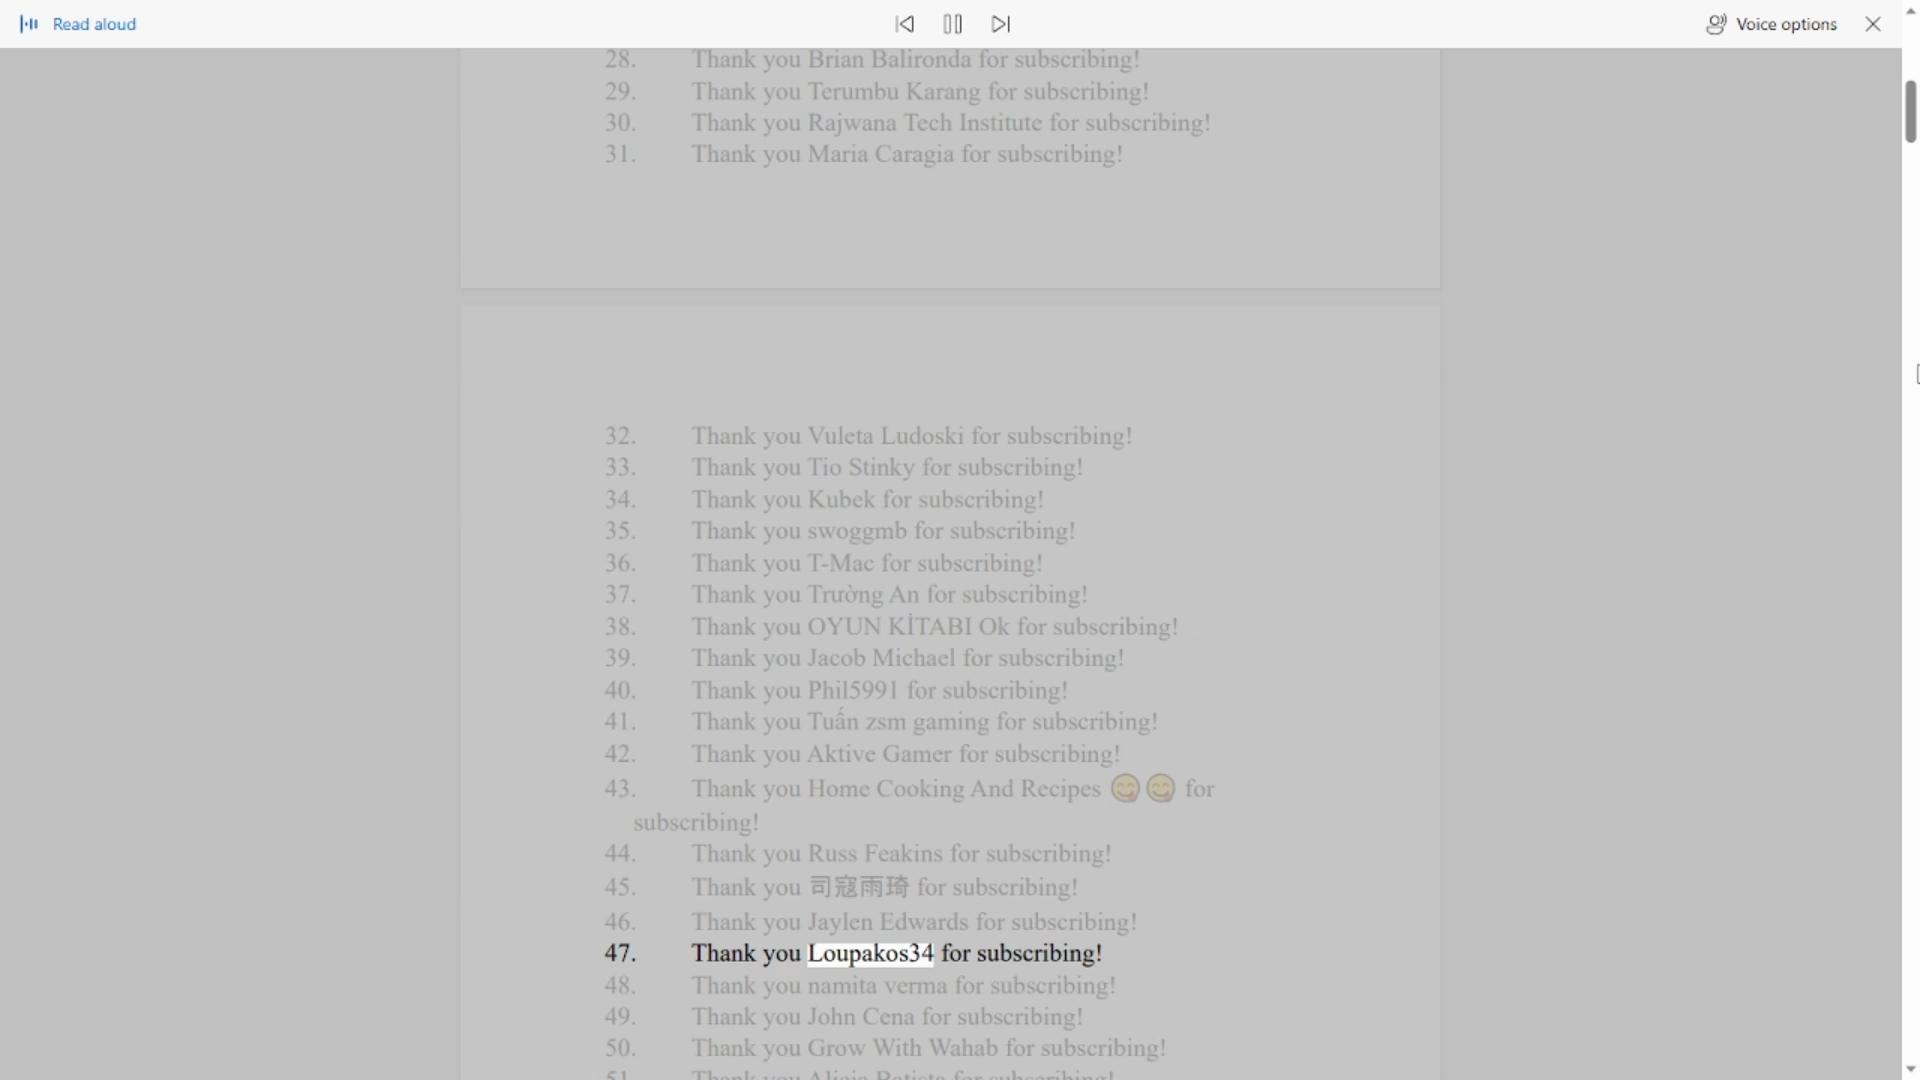 Read aloud
Voice options
28. Thank you Brian Balironda for subscribing!
29. Thank you Terumbu Karang for subscribing!
30. Thank you Rajwana Tech Institute for subscribing!
31. Thank you Maria Caragia for subscribing!
32. Thank you Vuleta Ludoski for subscribing!
33. Thank you Tio Stinky for subscribing!
34. Thank you Kubek for subscribing!
35. Thank you swoggmb for subscribing!
36. Thank you T-Mac for subscribing!
37. Thank you Trường An for subscribing!
38. Thank you OYUN KİTABI Ok for subscribing!
39. Thank you Jacob Michael for subscribing!
40. Thank you Phil5991 for subscribing!
41. Thank you Tuấn zsm gaming for subscribing!
42. Thank you Aktive Gamer for subscribing!
43. Thank you Home Cooking And Recipes 😋😋 for
subscribing!
44. Thank you Russ Feakins for subscribing!
45. Thank you 司寇雨琦 for subscribing!
46. Thank you Jaylen Edwards for subscribing!
47. Thank you Loupakos34 for subscribing!
48. Thank you namita verma for subscribing!
49. Thank you John Cena for subscribing!
50. Thank you Grow With Wahab for subscribing!
51. Thank you Alicia Batista for subscribing!